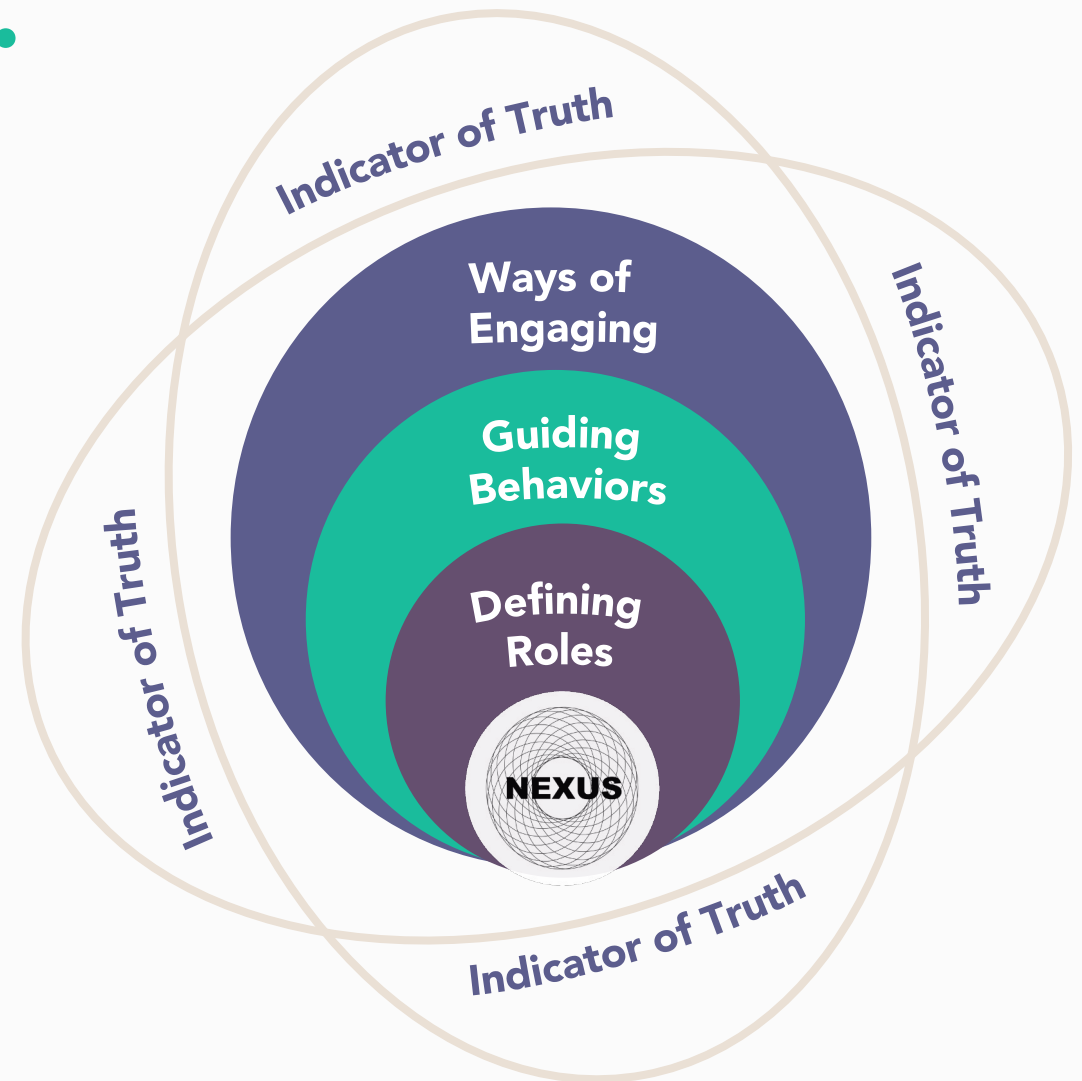 Indicator of Truth
Ways of
Engaging
Indicator of Truth
Guiding
Behaviors
Indicator of Truth
Defining
Roles
NEXUS
Indicator of Truth